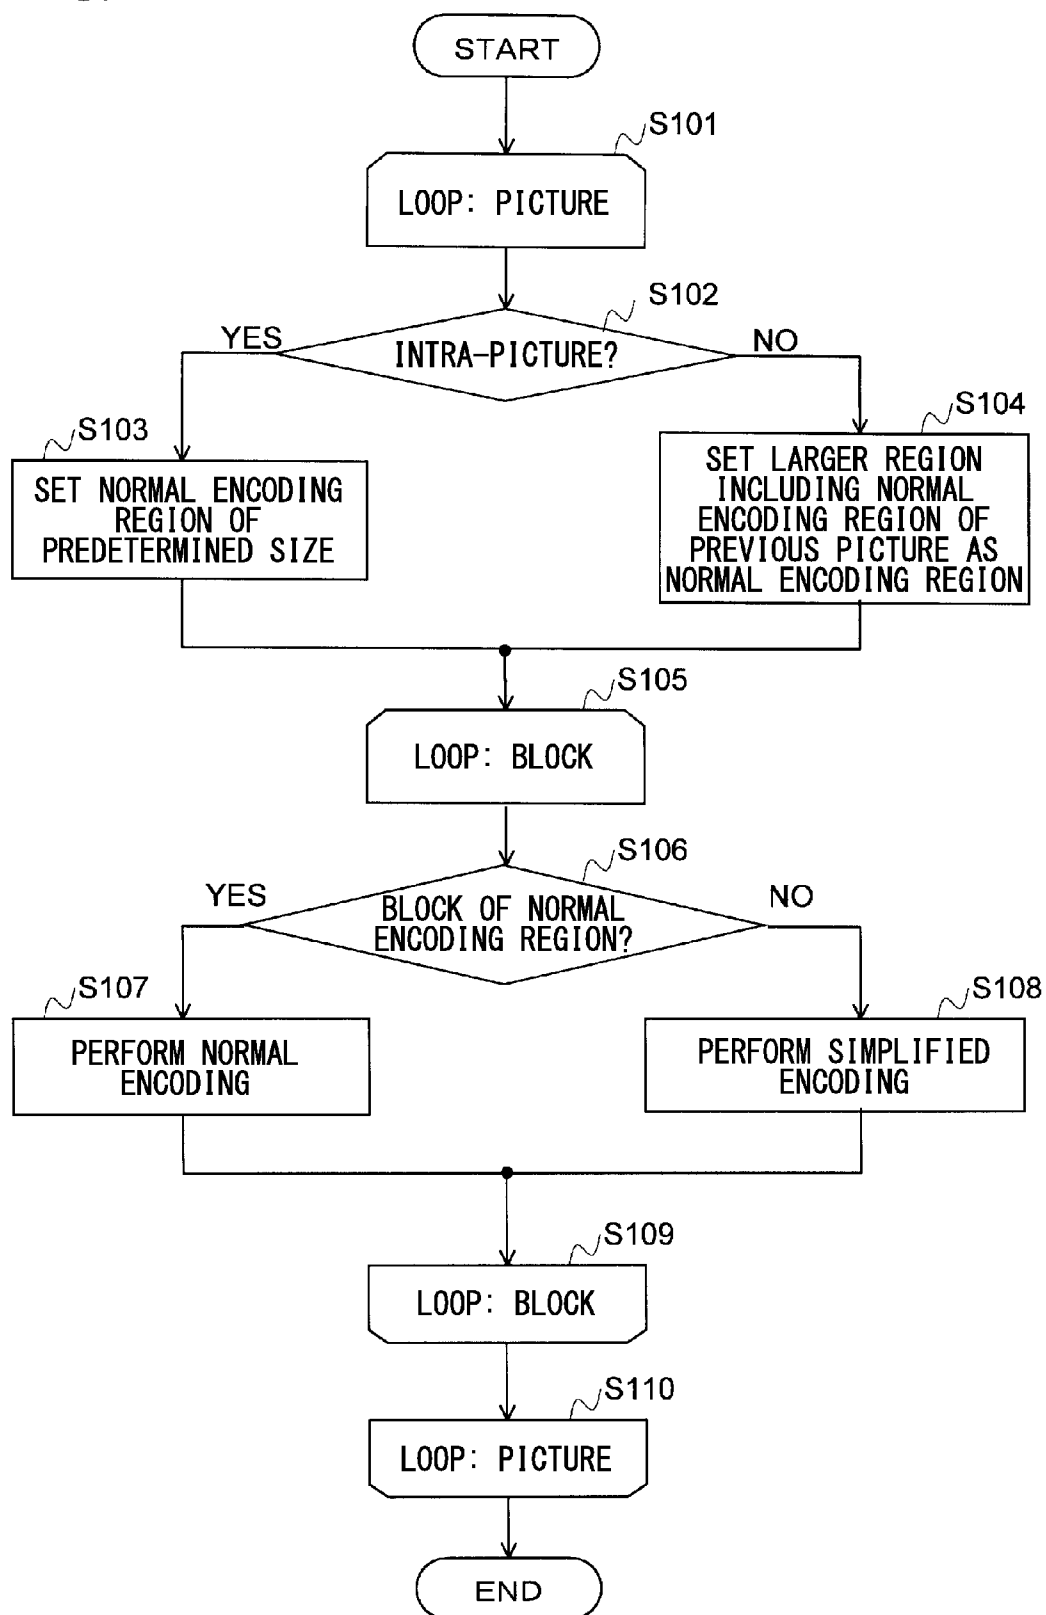 START
S101
LOOP: PICTURE
S102
YES
INTRA-PICTURE?
NO
S103
SET NORMAL ENCODING
REGION OF
PREDETERMINED SIZE
S104
SET LARGER REGION
INCLUDING NORMAL
ENCODING REGION OF
PREVIOUS PICTURE AS
NORMAL ENCODING REGION
S105
LOOP: BLOCK
S106
YES
BLOCK OF NORMAL
ENCODING REGION?
NO
S107
PERFORM NORMAL
ENCODING
S108
PERFORM SIMPLIFIED
ENCODING
S109
LOOP: BLOCK
S110
LOOP: PICTURE
END